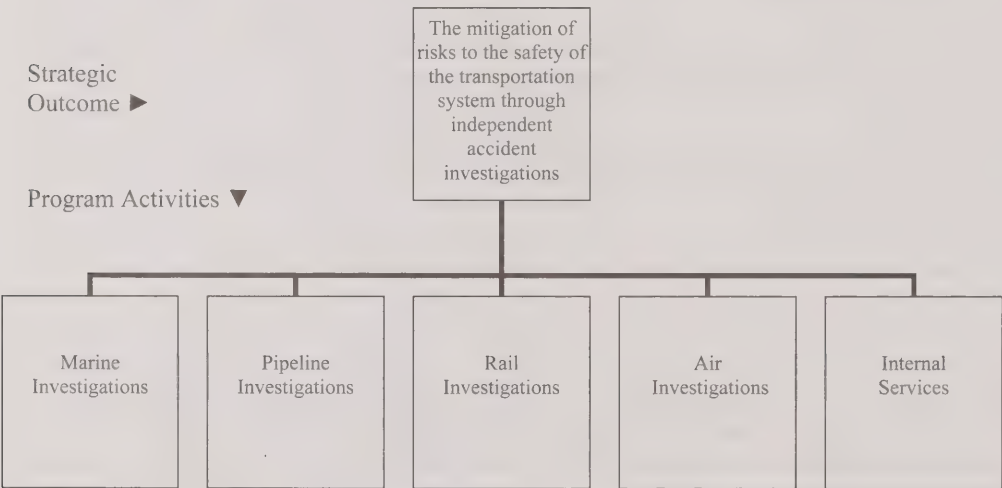 The mitigation of
risks to the safety of
the transportation
system through
independent
accident
investigations
Strategic
Outcome ►
Program Activities ▼
Marine
Investigations
Pipeline
Investigations
Rail
Investigations
Air
Investigations
Internal
Services